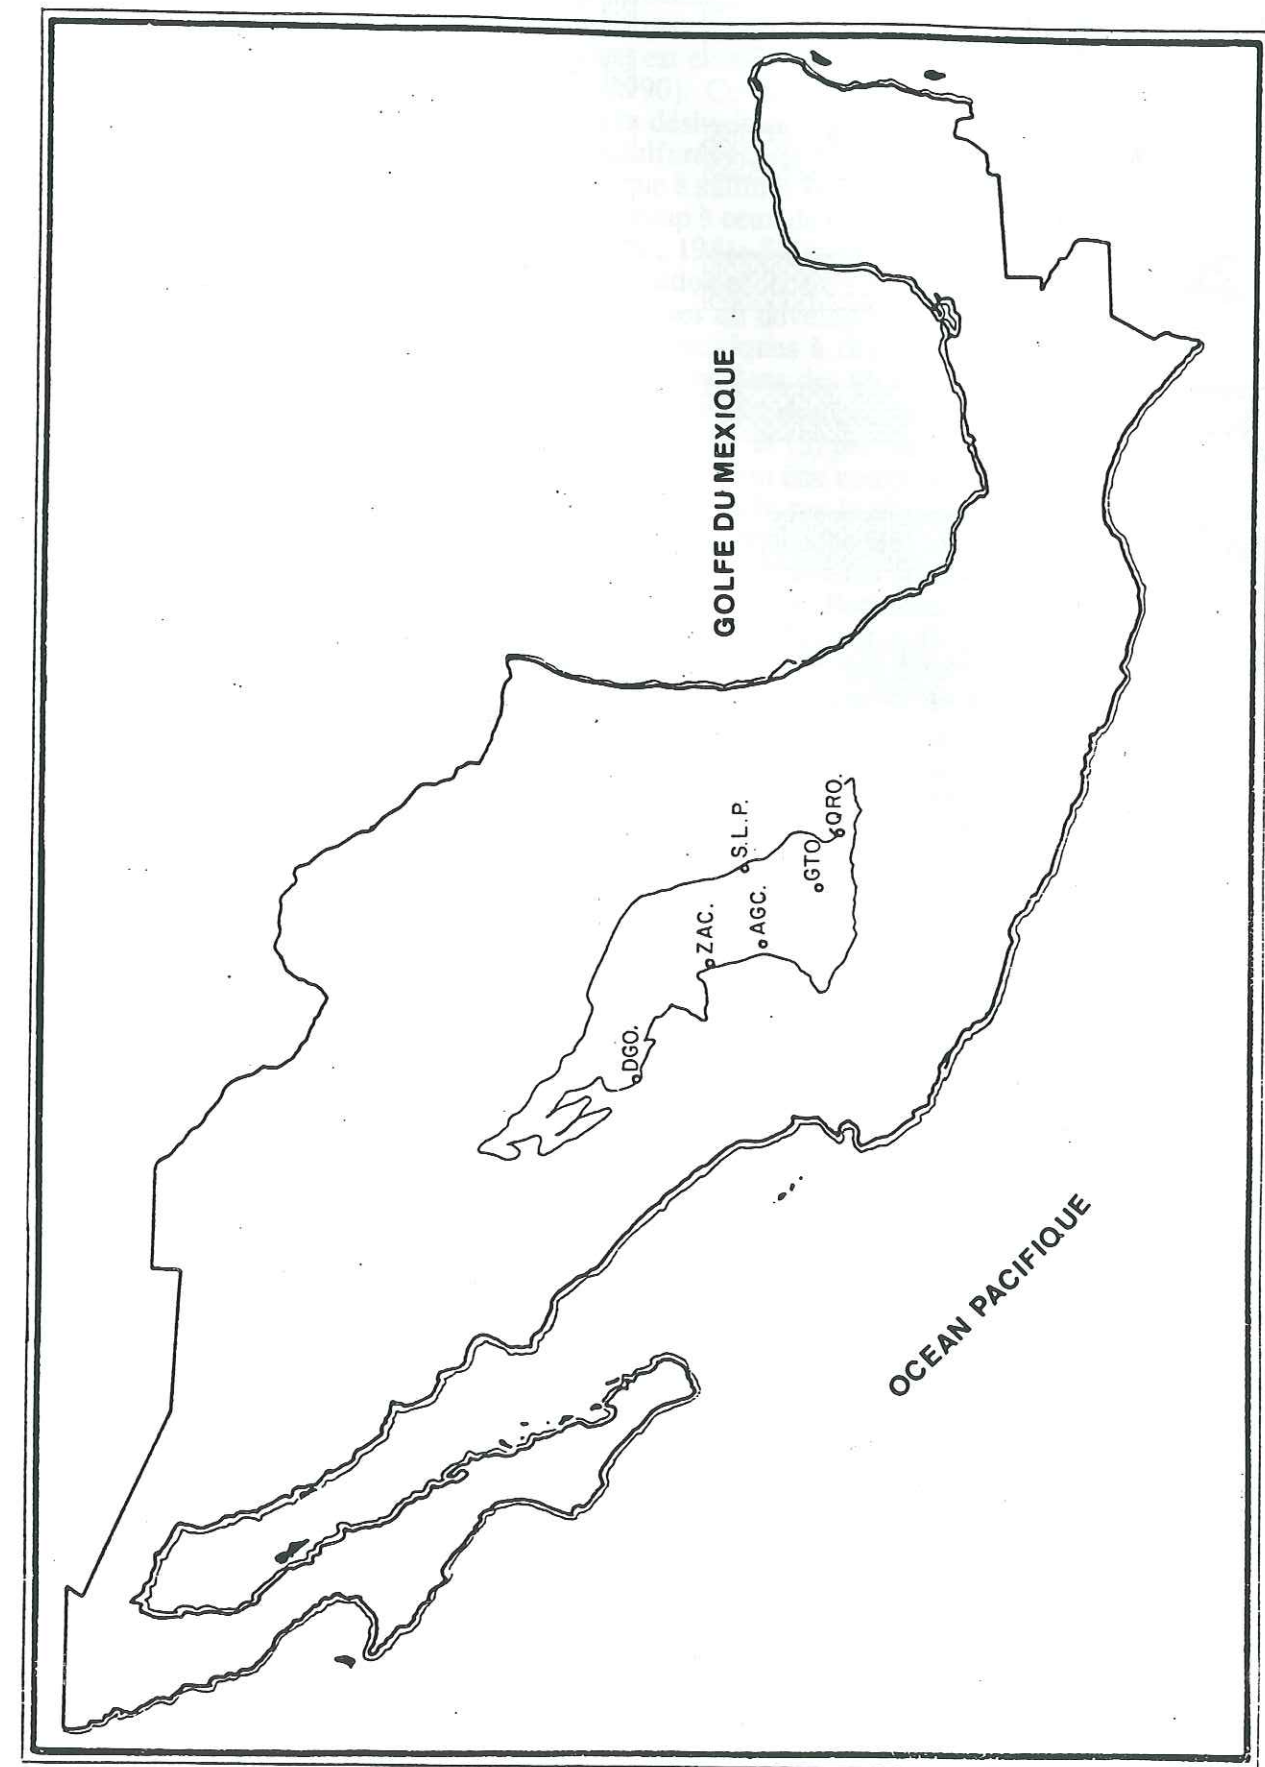 GOLFE DU MEXIQUE
S.L.P.
QRO.
GTO.
AGC.
ZAC.
DGO.
OCEAN PACIFIQUE